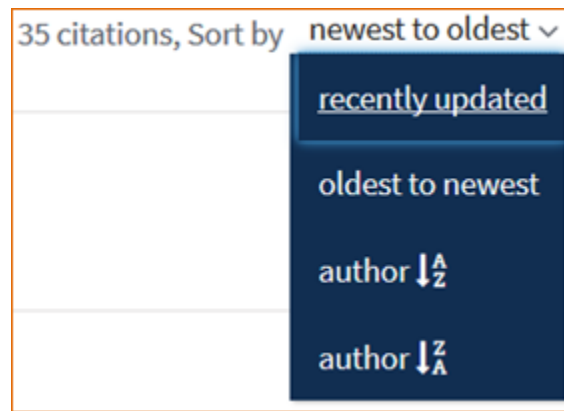 35 citations, Sort by newest to oldest
recently updated
oldest to newest
author A Z
author Z A